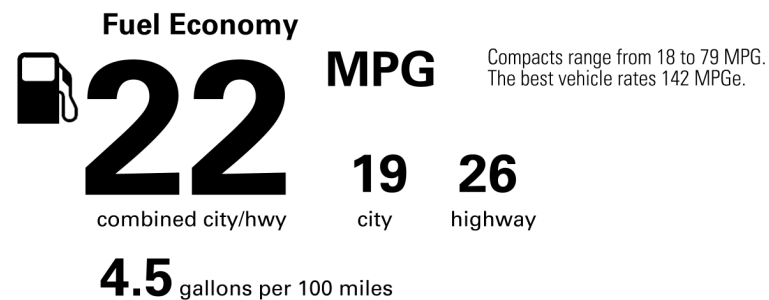 Fuel Economy
22
MPG
Compacts range from 18 to 79 MPG.
The best vehicle rates 142 MPGe.
combined city/hwy
19
city
26
highway
4.5 gallons per 100 miles